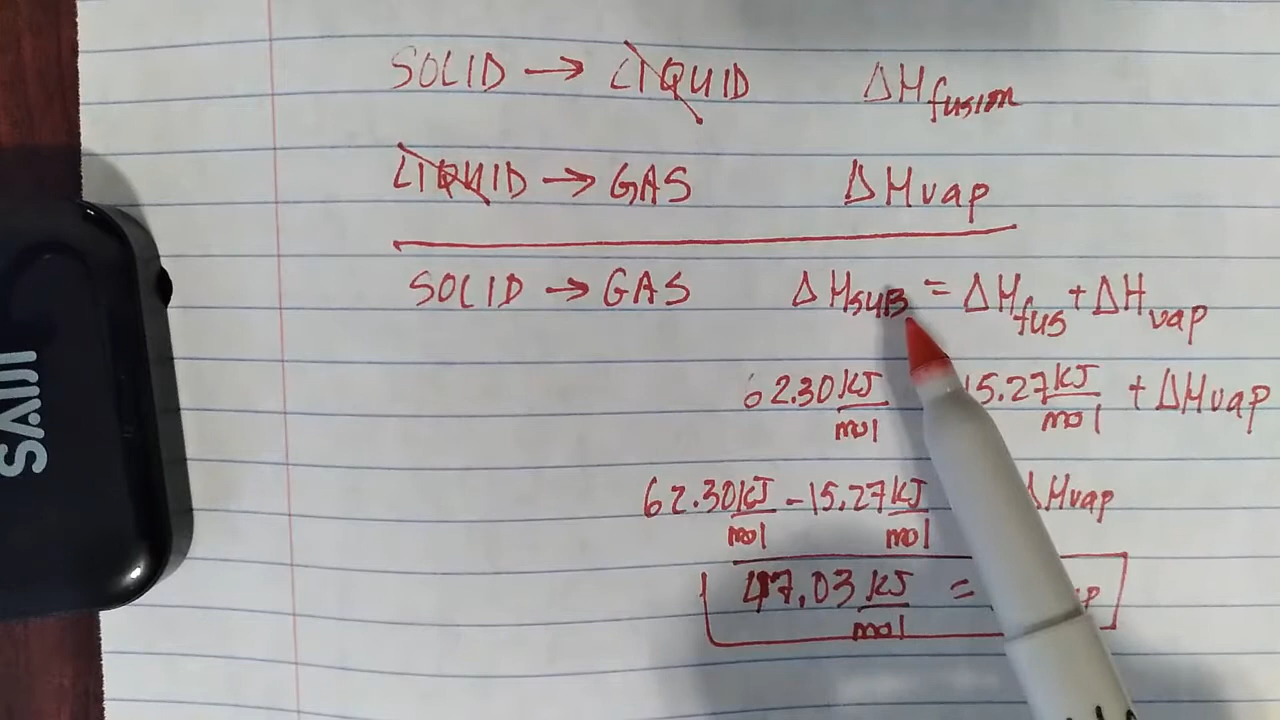 SOLID → LIQUID ΔHfusion
LIQUID → GAS ΔHvap
SOLID → GAS ΔHSUB = ΔHfus + ΔHvap
62.30 KJ/mol 15.27 KJ/mol + ΔHvap
62.30 KJ/mol - 15.27 KJ/mol ΔHvap
47.03 KJ/mol =